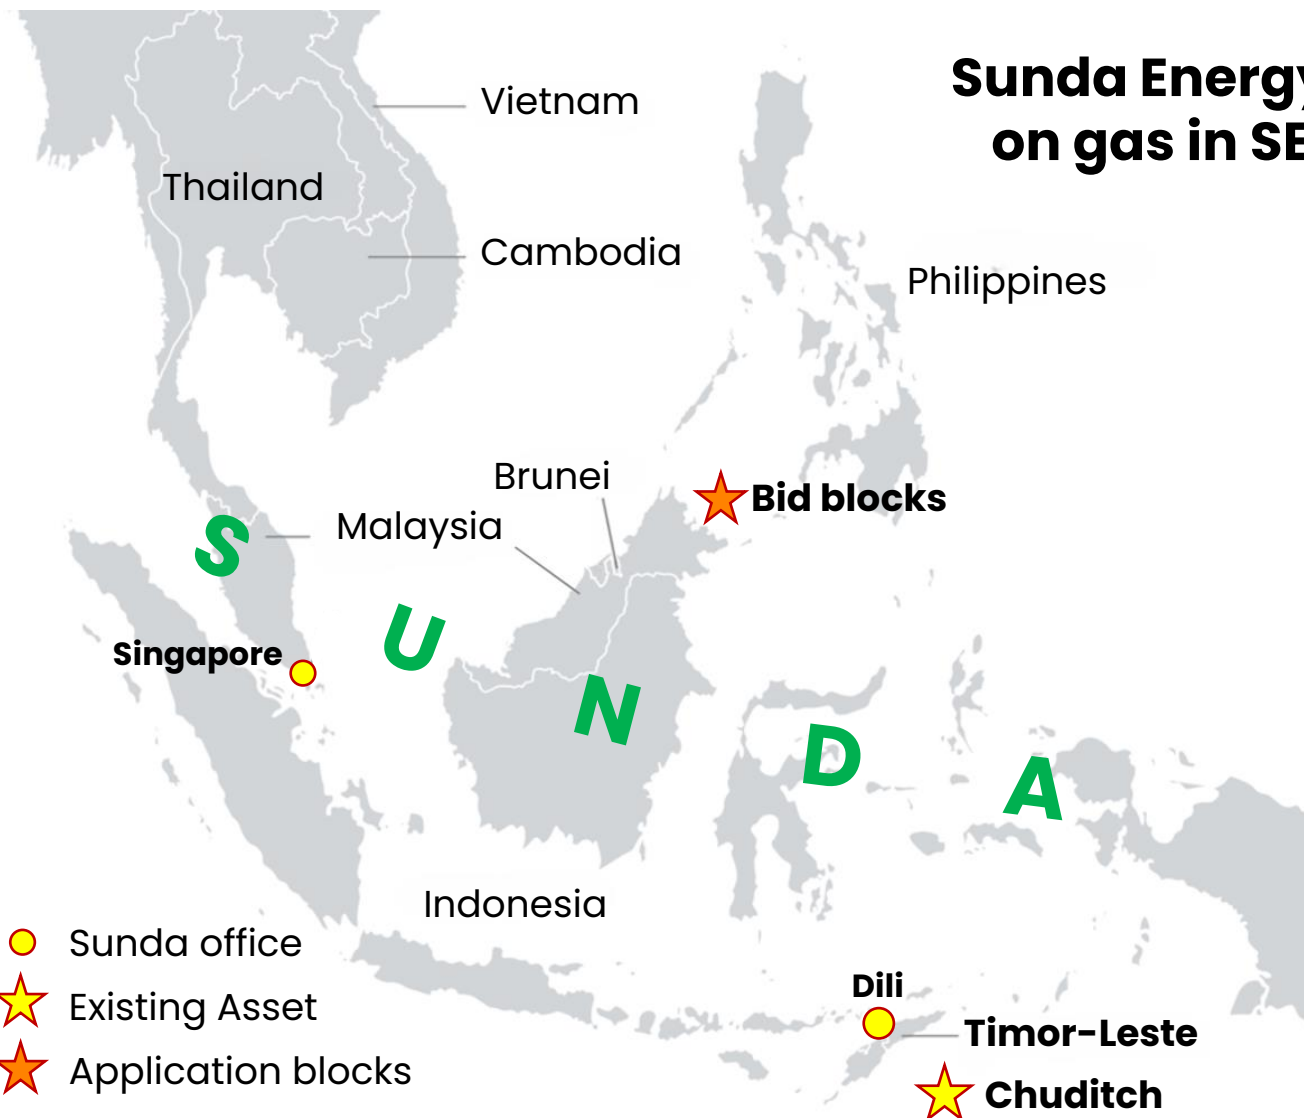 Sunda Energy
on gas in SE
Vietnam
Thailand
Cambodia
Philippines
Brunei
Bid blocks
Malaysia
S U N D A
Singapore
Indonesia
Sunda office
Existing Asset
Application blocks
Dili
Timor-Leste
Chuditch